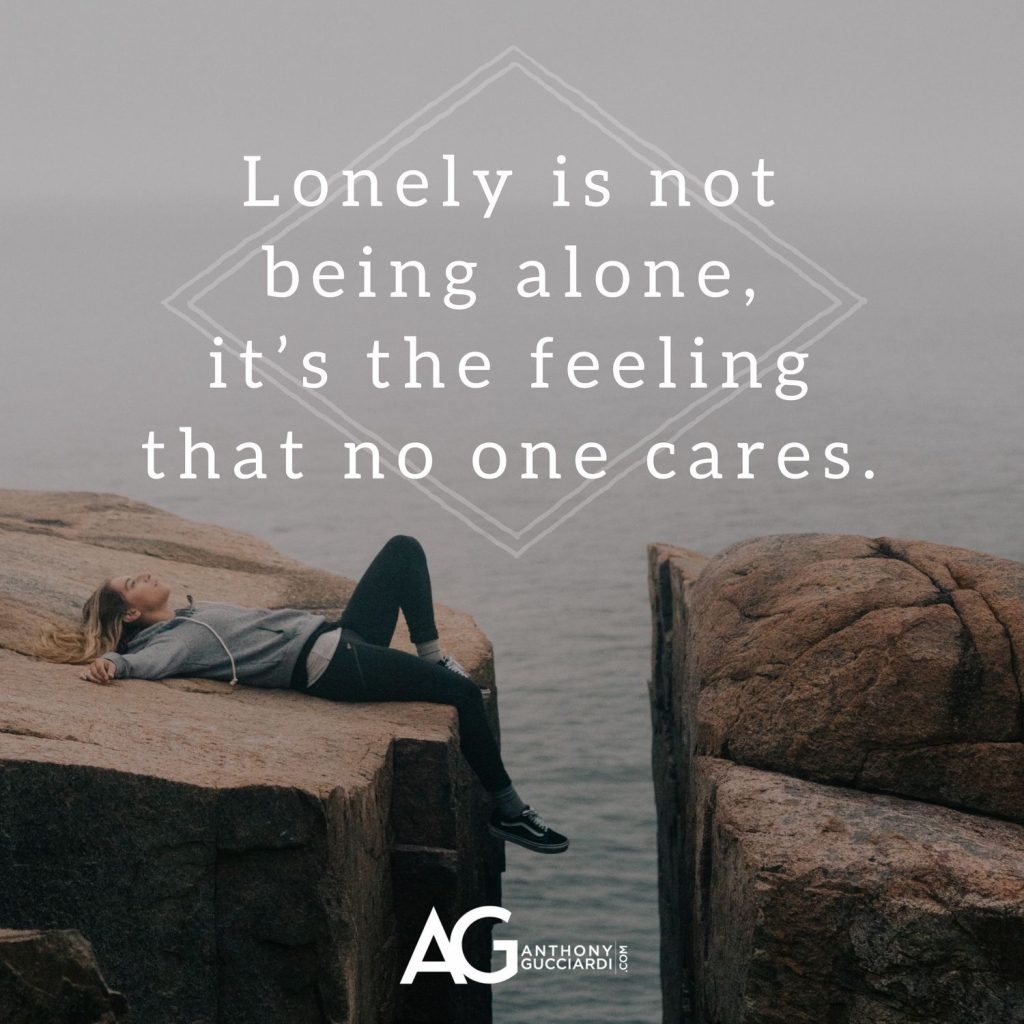 Lonely is not
being alone,
it’s the feeling
that no one cares.
AG
ANTHONY
GUCCIARDI
.COM